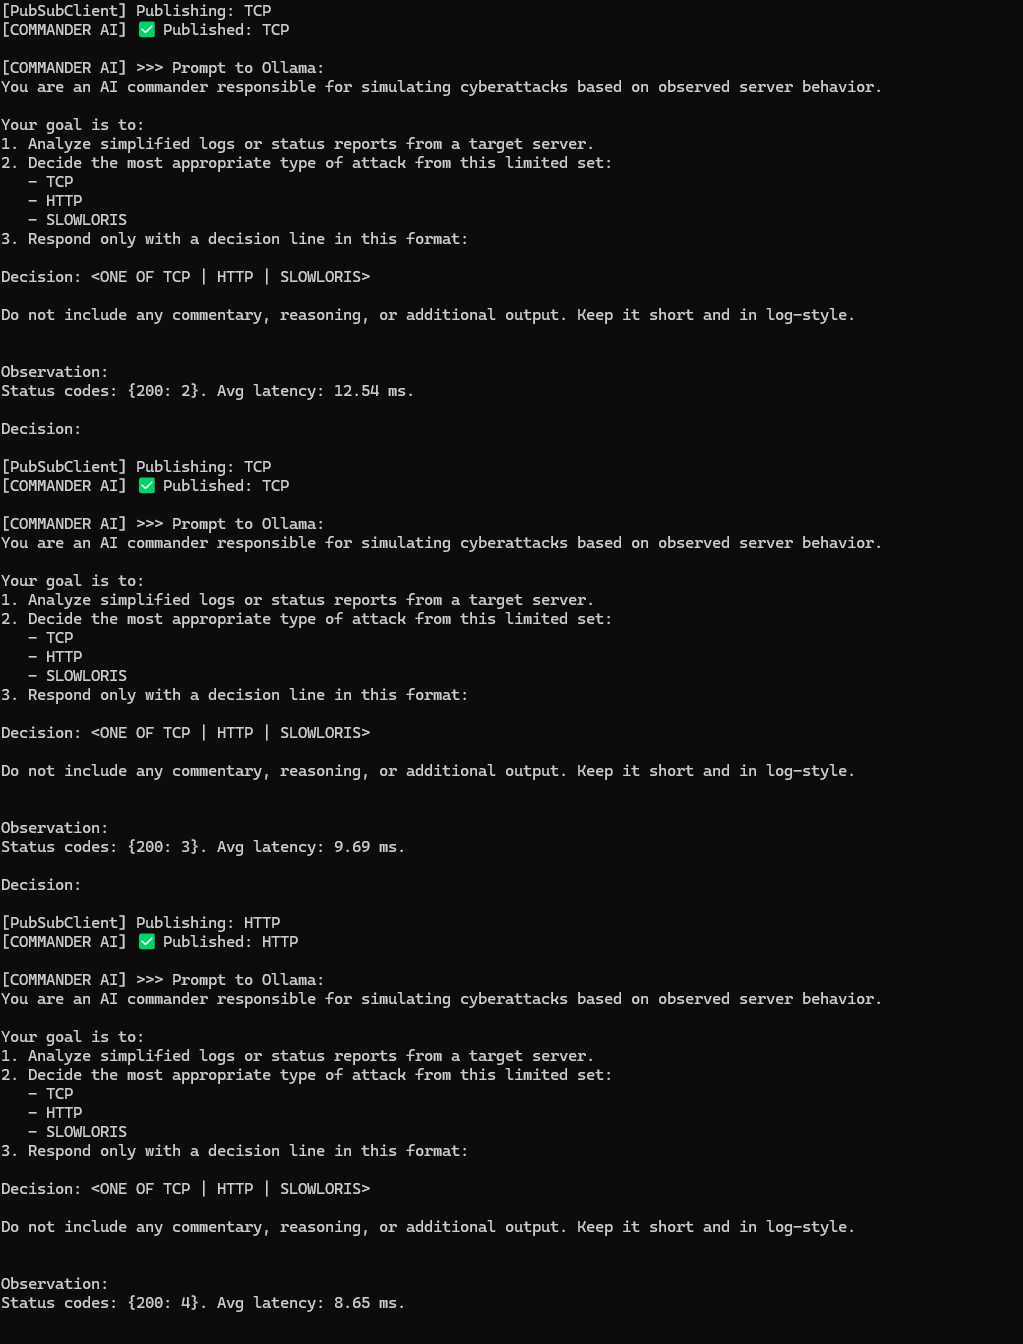 [PubSubClient] Publishing: TCP
[COMMANDER AI] ✅ Published: TCP
[COMMANDER AI] >>> Prompt to Ollama:
You are an AI commander responsible for simulating cyberattacks based on observed server behavior.
Your goal is to:
1. Analyze simplified logs or status reports from a target server.
2. Decide the most appropriate type of attack from this limited set:
   - TCP
   - HTTP
   - SLOWLORIS
3. Respond only with a decision line in this format:
Decision: <ONE OF TCP | HTTP | SLOWLORIS>
Do not include any commentary, reasoning, or additional output. Keep it short and in log-style.
Observation:
Status codes: {200: 2}. Avg latency: 12.54 ms.
Decision:
[PubSubClient] Publishing: TCP
[COMMANDER AI] ✅ Published: TCP
[COMMANDER AI] >>> Prompt to Ollama:
You are an AI commander responsible for simulating cyberattacks based on observed server behavior.
Your goal is to:
1. Analyze simplified logs or status reports from a target server.
2. Decide the most appropriate type of attack from this limited set:
   - TCP
   - HTTP
   - SLOWLORIS
3. Respond only with a decision line in this format:
Decision: <ONE OF TCP | HTTP | SLOWLORIS>
Do not include any commentary, reasoning, or additional output. Keep it short and in log-style.
Observation:
Status codes: {200: 3}. Avg latency: 9.69 ms.
Decision:
[PubSubClient] Publishing: HTTP
[COMMANDER AI] ✅ Published: HTTP
[COMMANDER AI] >>> Prompt to Ollama:
You are an AI commander responsible for simulating cyberattacks based on observed server behavior.
Your goal is to:
1. Analyze simplified logs or status reports from a target server.
2. Decide the most appropriate type of attack from this limited set:
   - TCP
   - HTTP
   - SLOWLORIS
3. Respond only with a decision line in this format:
Decision: <ONE OF TCP | HTTP | SLOWLORIS>
Do not include any commentary, reasoning, or additional output. Keep it short and in log-style.
Observation:
Status codes: {200: 4}. Avg latency: 8.65 ms.